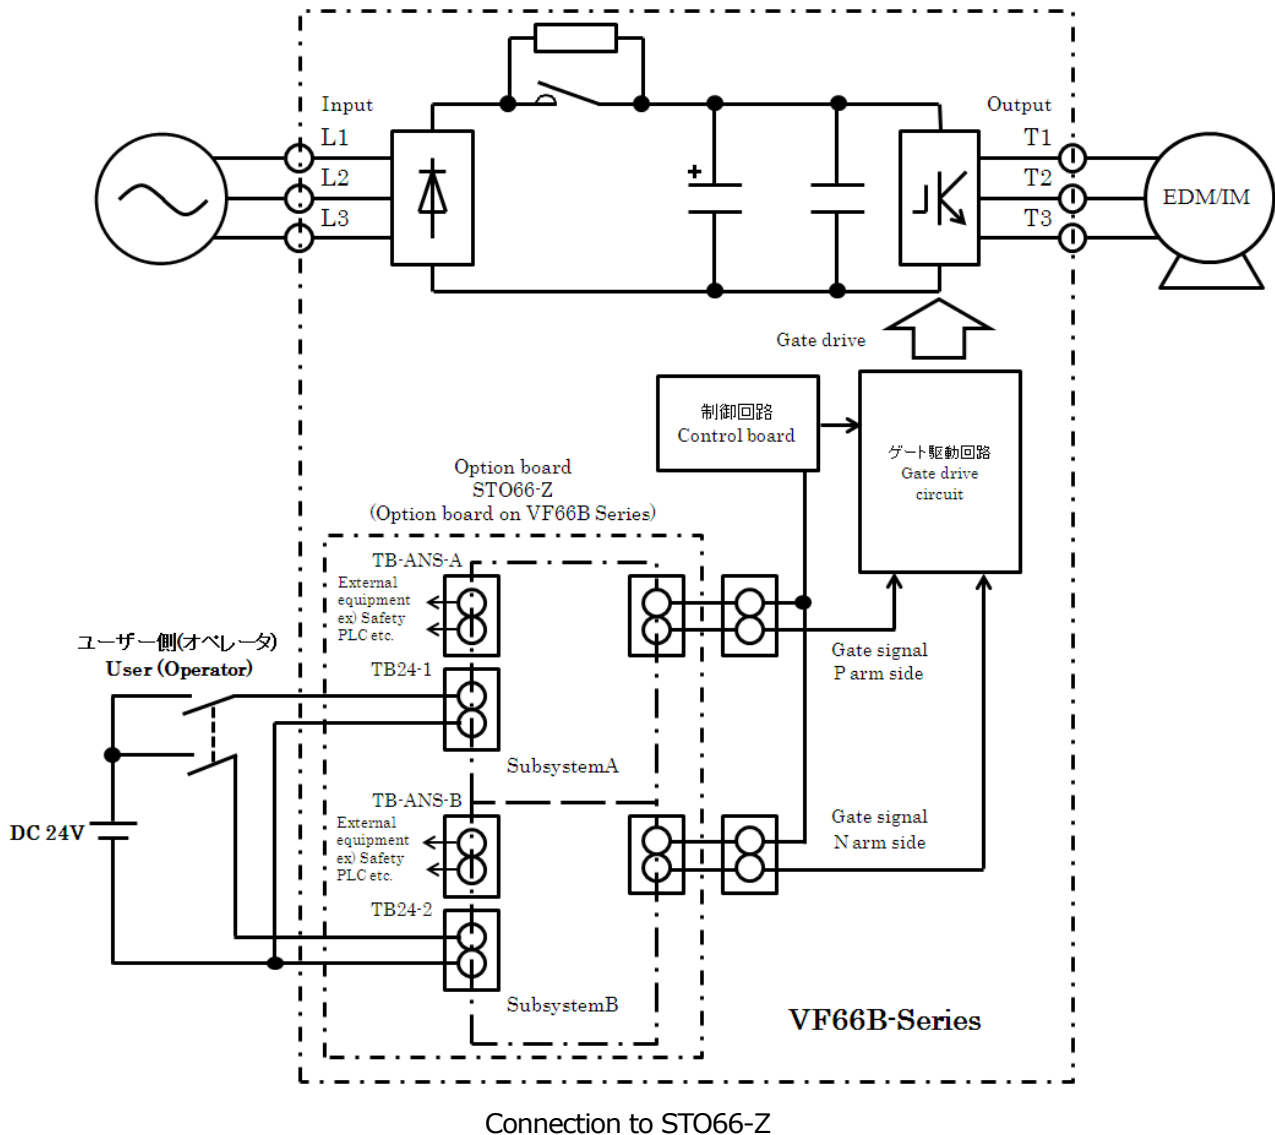 Input
Output
L1
L2
L3
T1
T2
T3
EDM/IM
Gate drive
制御回路
Control board
ゲート駆動回路
Gate drive
circuit
Option board
STO66-Z
(Option board on VF66B Series)
TB-ANS-A
External
equipment
ex) Safety
PLC etc.
ユーザー側(オペレータ)
User (Operator)
TB24-1
Gate signal
P arm side
SubsystemA
TB-ANS-B
External
equipment
ex) Safety
PLC etc.
DC 24V
Gate signal
N arm side
TB24-2
SubsystemB
VF66B-Series
Connection to STO66-Z